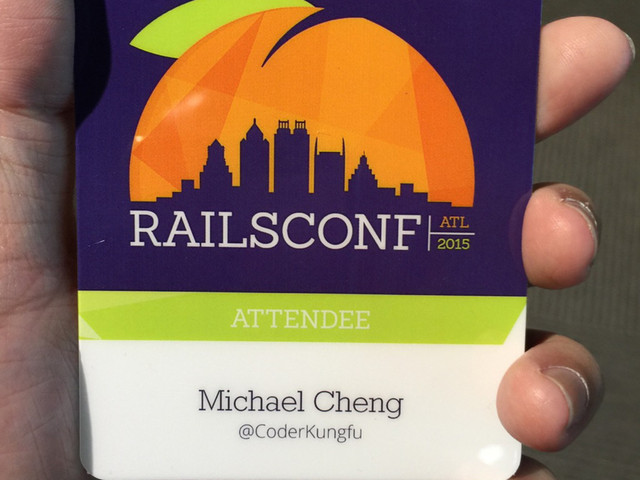 RAILSCONF
ATL
2015
ATTENDEE
Michael Cheng
@CoderKungfu